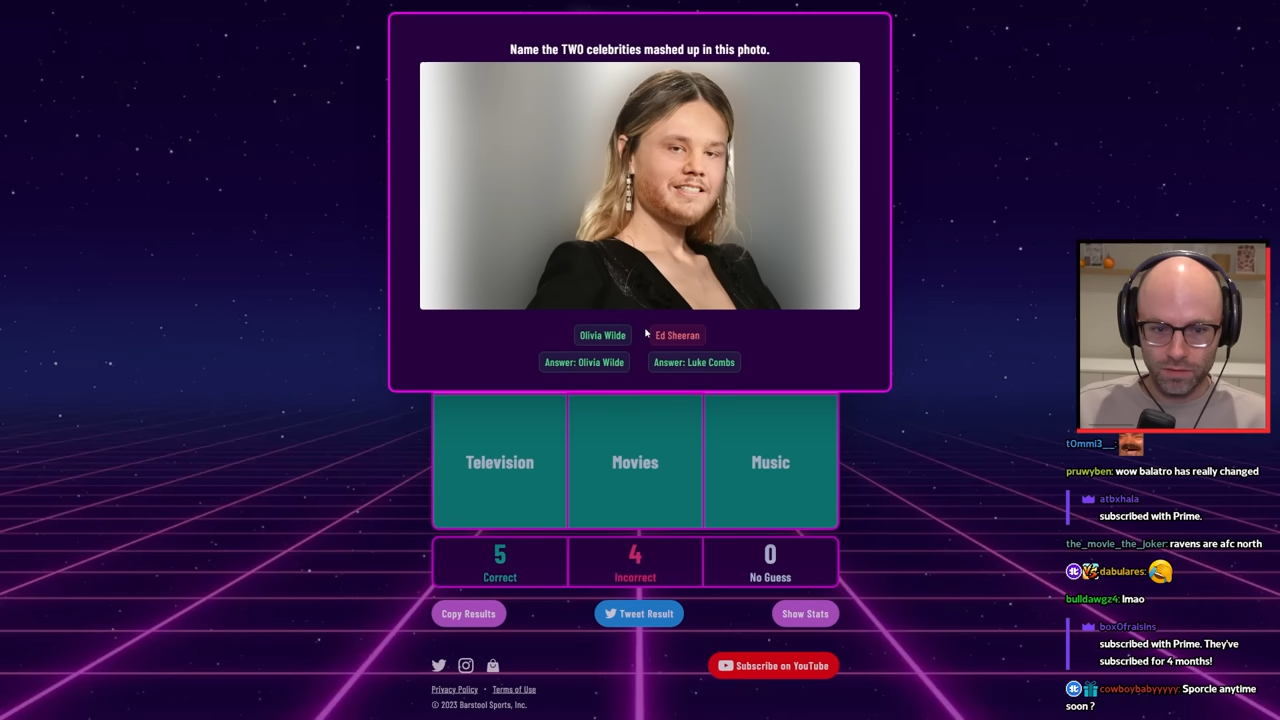 Name the TWO celebrities mashed up in this photo.
Olivia Wilde
Ed Sheeran
Answer: Olivia Wilde
Answer: Luke Combs
Television
Movies
Music
5
Correct
4
Incorrect
0
No Guess
Copy Results
Tweet Result
Show Stats
Subscribe on YouTube
Privacy Policy · Terms of Use
© 2023 Barstool Sports, Inc.
t0mmi3__:
pruwyben: wow balatro has really changed
atbxhala
subscribed with Prime.
the_movie_the_joker: ravens are afc north
dabulares:
bulldawgz4: lmao
box0fraisins
subscribed with Prime. They've
subscribed for 4 months!
cowboybabyyyyy: Sporcle anytime
soon ?